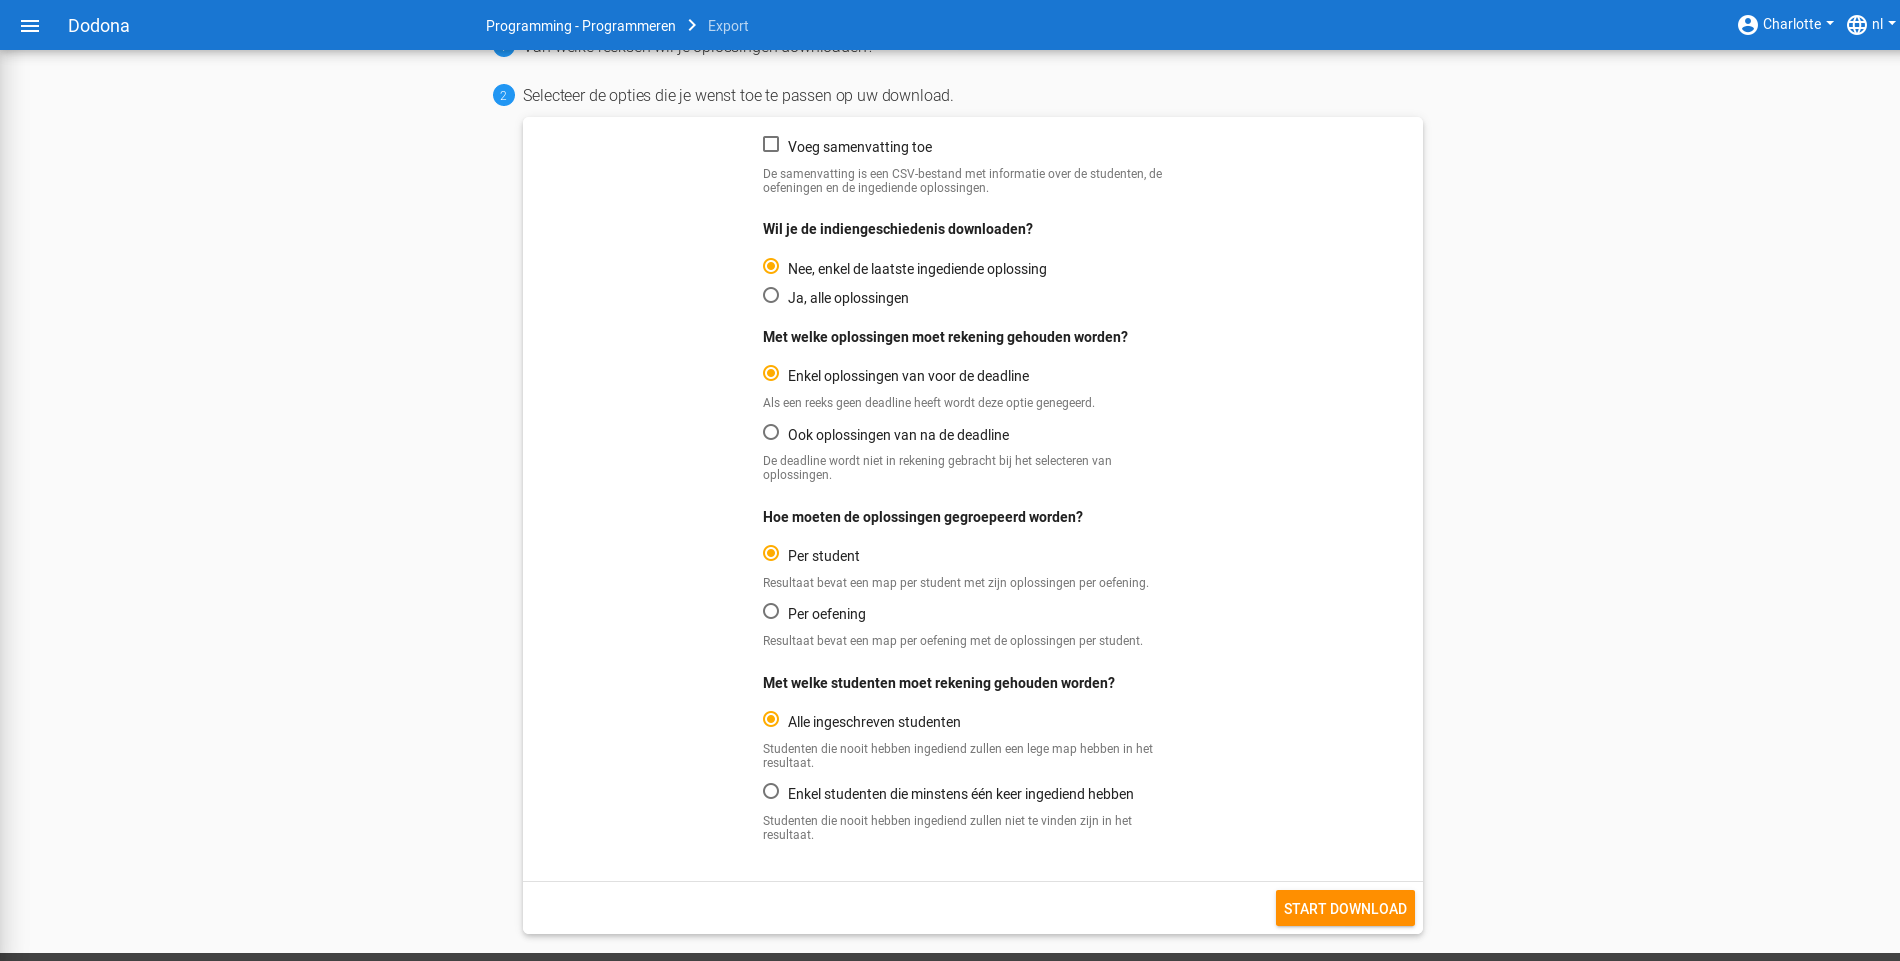 Dodona
Programming - Programmeren
Export
Charlotte
nl
2
Selecteer de opties die je wenst toe te passen op uw download.
Voeg samenvatting toe
De samenvatting is een CSV-bestand met informatie over de studenten, de
oefeningen en de ingediende oplossingen.
Wil je de indiengeschiedenis downloaden?
Nee, enkel de laatste ingediende oplossing
Ja, alle oplossingen
Met welke oplossingen moet rekening gehouden worden?
Enkel oplossingen van voor de deadline
Als een reeks geen deadline heeft wordt deze optie genegeerd.
Ook oplossingen van na de deadline
De deadline wordt niet in rekening gebracht bij het selecteren van
oplossingen.
Hoe moeten de oplossingen gegroepeerd worden?
Per student
Resultaat bevat een map per student met zijn oplossingen per oefening.
Per oefening
Resultaat bevat een map per oefening met de oplossingen per student.
Met welke studenten moet rekening gehouden worden?
Alle ingeschreven studenten
Studenten die nooit hebben ingediend zullen een lege map hebben in het
resultaat.
Enkel studenten die minstens één keer ingediend hebben
Studenten die nooit hebben ingediend zullen niet te vinden zijn in het
resultaat.
START DOWNLOAD